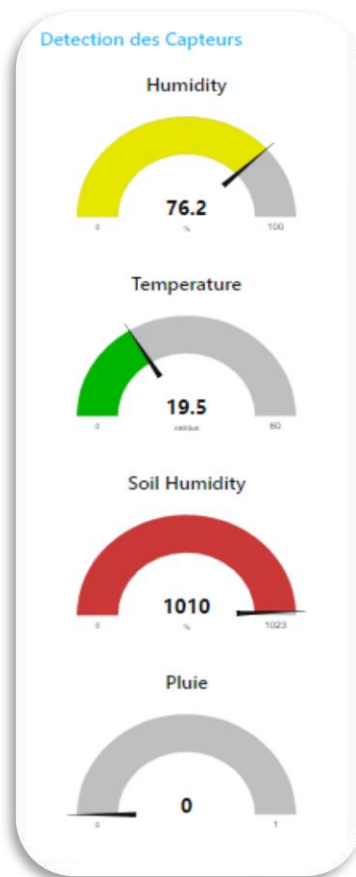 Detection des Capteurs
Humidity
76.2
%
0 100
Temperature
19.5
celsius
0 60
Soil Humidity
1010
%
0 1023
Pluie
0
0 1